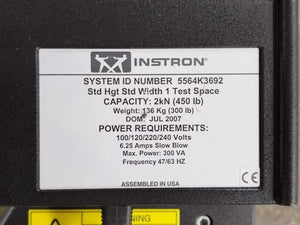 INSTRON®
SYSTEM ID NUMBER 5564K3692
Std Hgt Std Width 1 Test Space
CAPACITY: 2kN (450 lb)
Weight: 136 Kg (300 lb)
DOM: JUL 2007
POWER REQUIREMENTS:
100/120/220/240 Volts
6.25 Amps Slow Blow
Max. Power: 300 VA
Frequency 47/63 HZ
CE
ASSEMBLED IN USA
NING